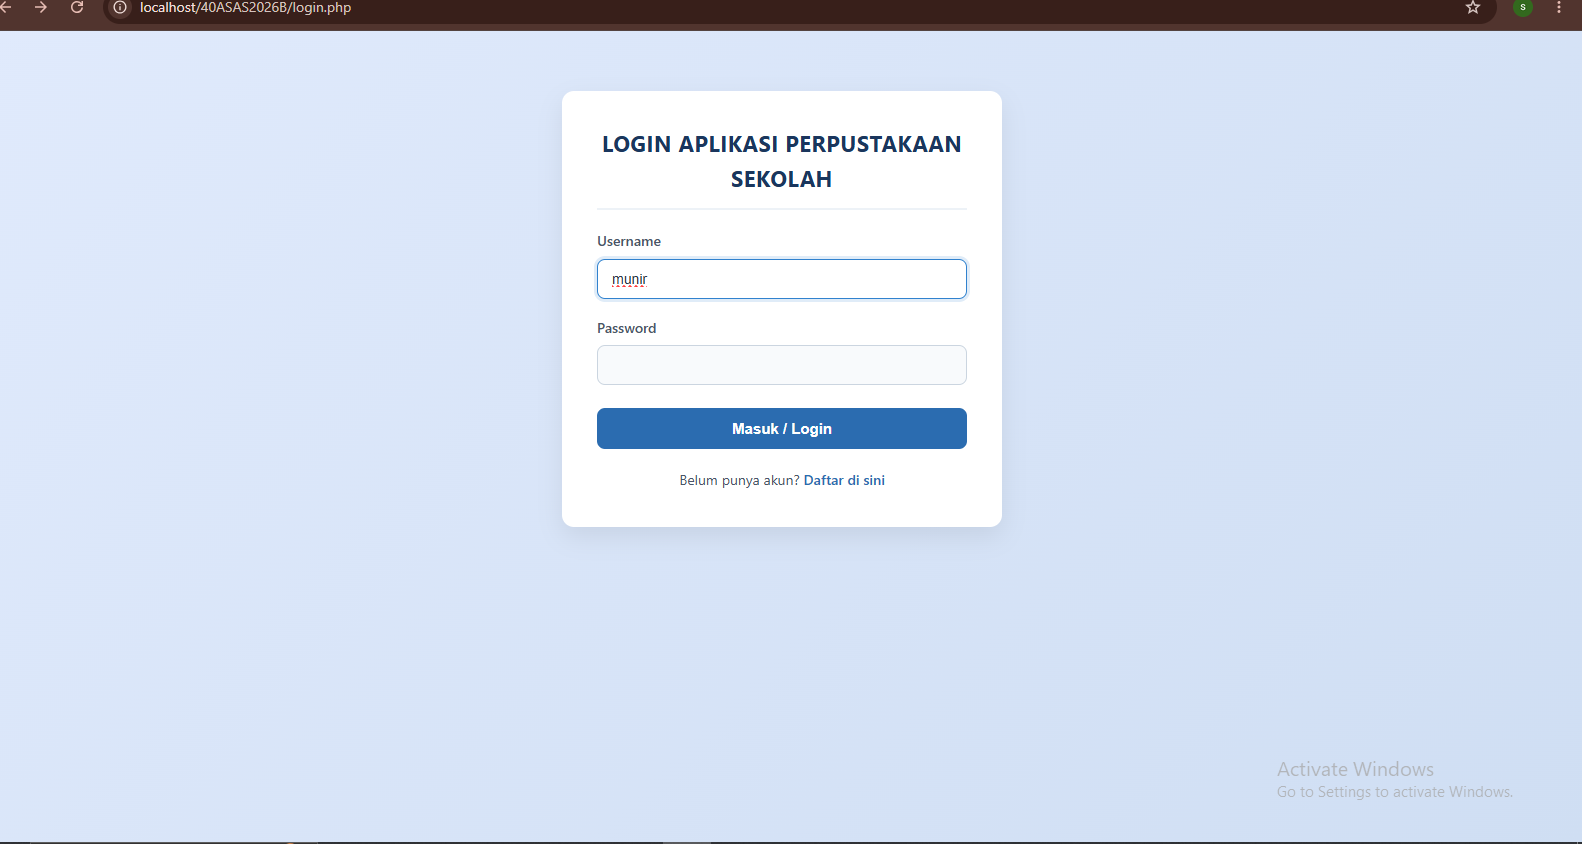 localhost/40ASAS2026B/login.php
S
LOGIN APLIKASI PERPUSTAKAAN
SEKOLAH
Username
munir
Password
Masuk / Login
Belum punya akun? Daftar di sini
Activate Windows
Go to Settings to activate Windows.